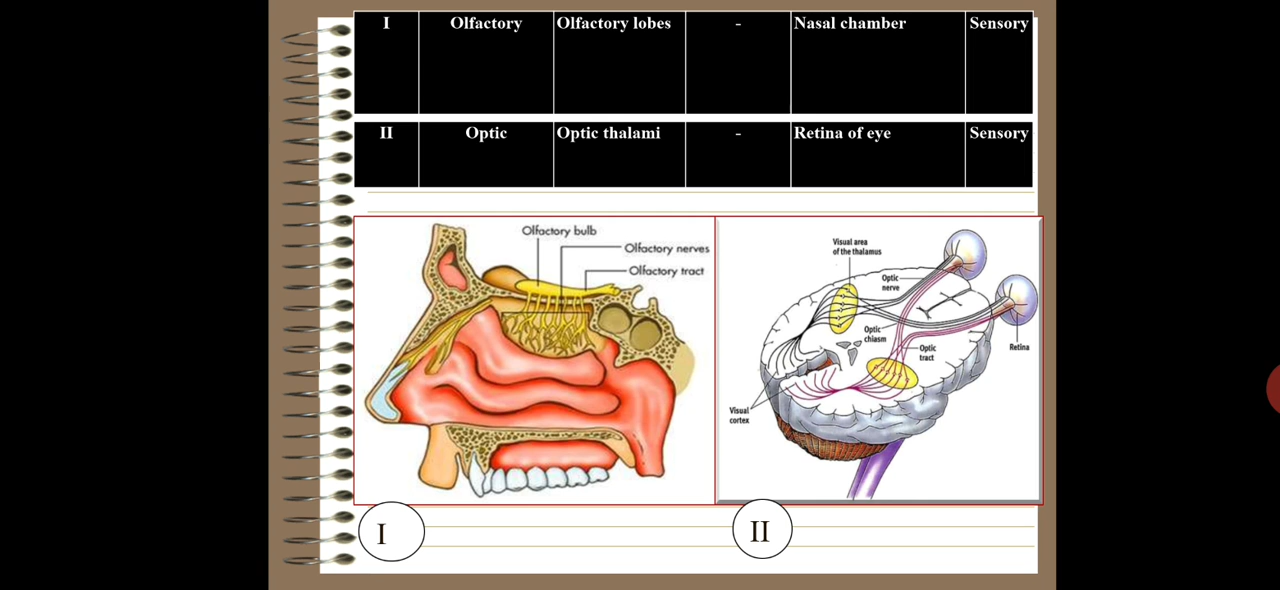 I Olfactory Olfactory lobes - Nasal chamber Sensory
II Optic Optic thalami - Retina of eye Sensory
Olfactory bulb
Olfactory nerves
Olfactory tract
Visual area
of the thalamus
Optic
nerve
Optic
chiasm
Optic
tract
Retina
Visual
cortex
I
II